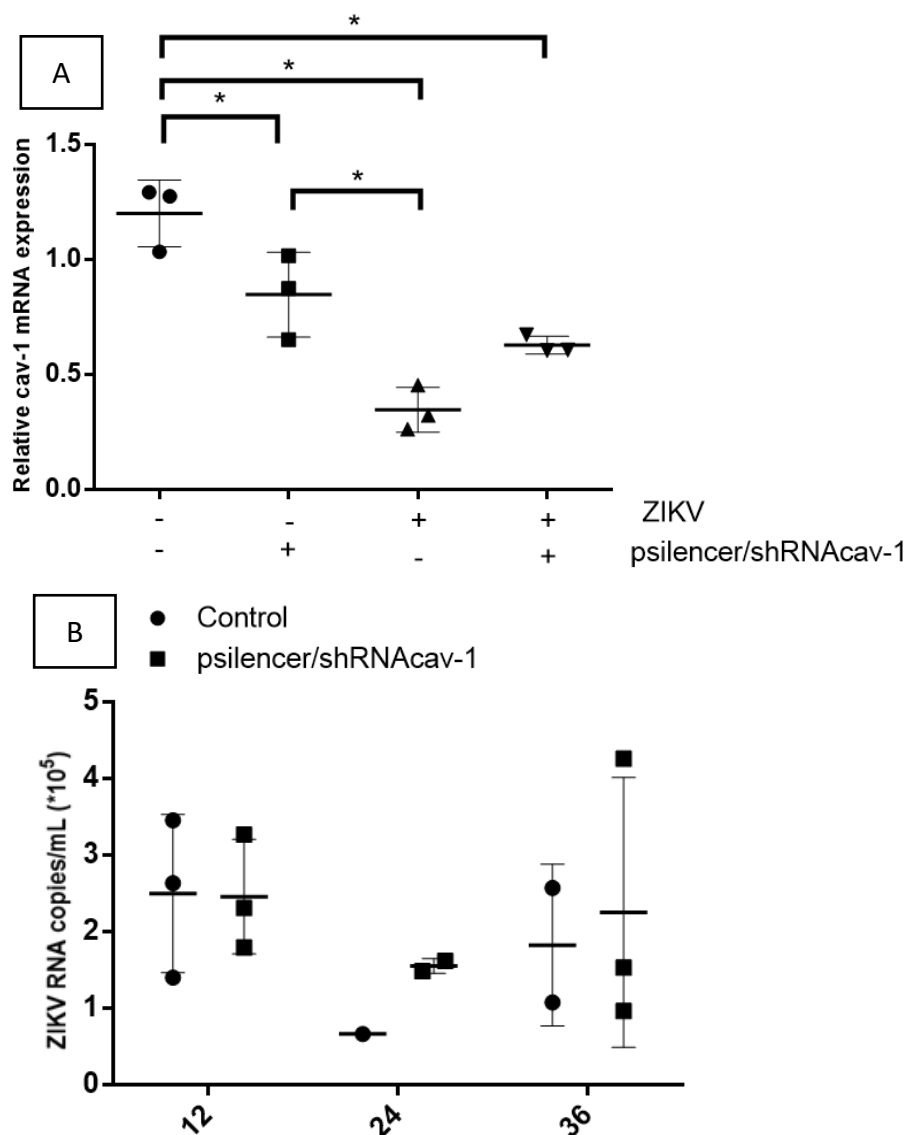 A
*
*
*
*
Relative cav-1 mRNA expression
1.5
1.0
0.5
0.0
- - + + ZIKV
- + - + psilencer/shRNAcav-1
B
Control
psilencer/shRNAcav-1
ZIKV RNA copies/mL (*10⁵)
5
4
3
2
1
0
12 24 36